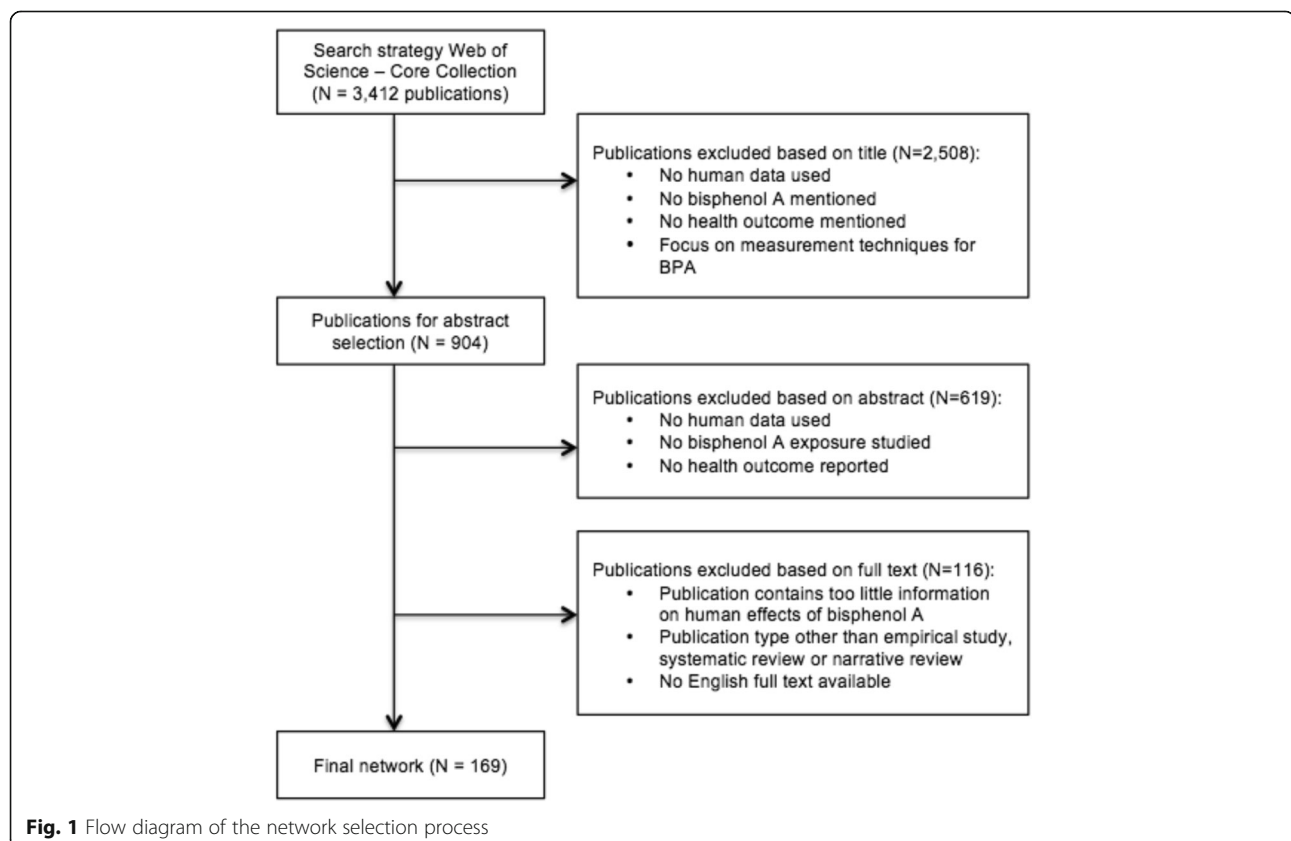 Search strategy Web of
Science – Core Collection
(N = 3,412 publications)
Publications excluded based on title (N=2,508):
• No human data used
• No bisphenol A mentioned
• No health outcome mentioned
• Focus on measurement techniques for
BPA
Publications for abstract
selection (N = 904)
Publications excluded based on abstract (N=619):
• No human data used
• No bisphenol A exposure studied
• No health outcome reported
Publications excluded based on full text (N=116):
• Publication contains too little information
on human effects of bisphenol A
• Publication type other than empirical study,
systematic review or narrative review
• No English full text available
Final network (N = 169)
Fig. 1 Flow diagram of the network selection process